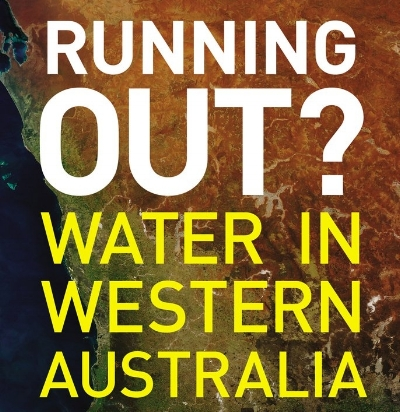 RUNNING
OUT?
WATER IN
WESTERN
AUSTRALIA